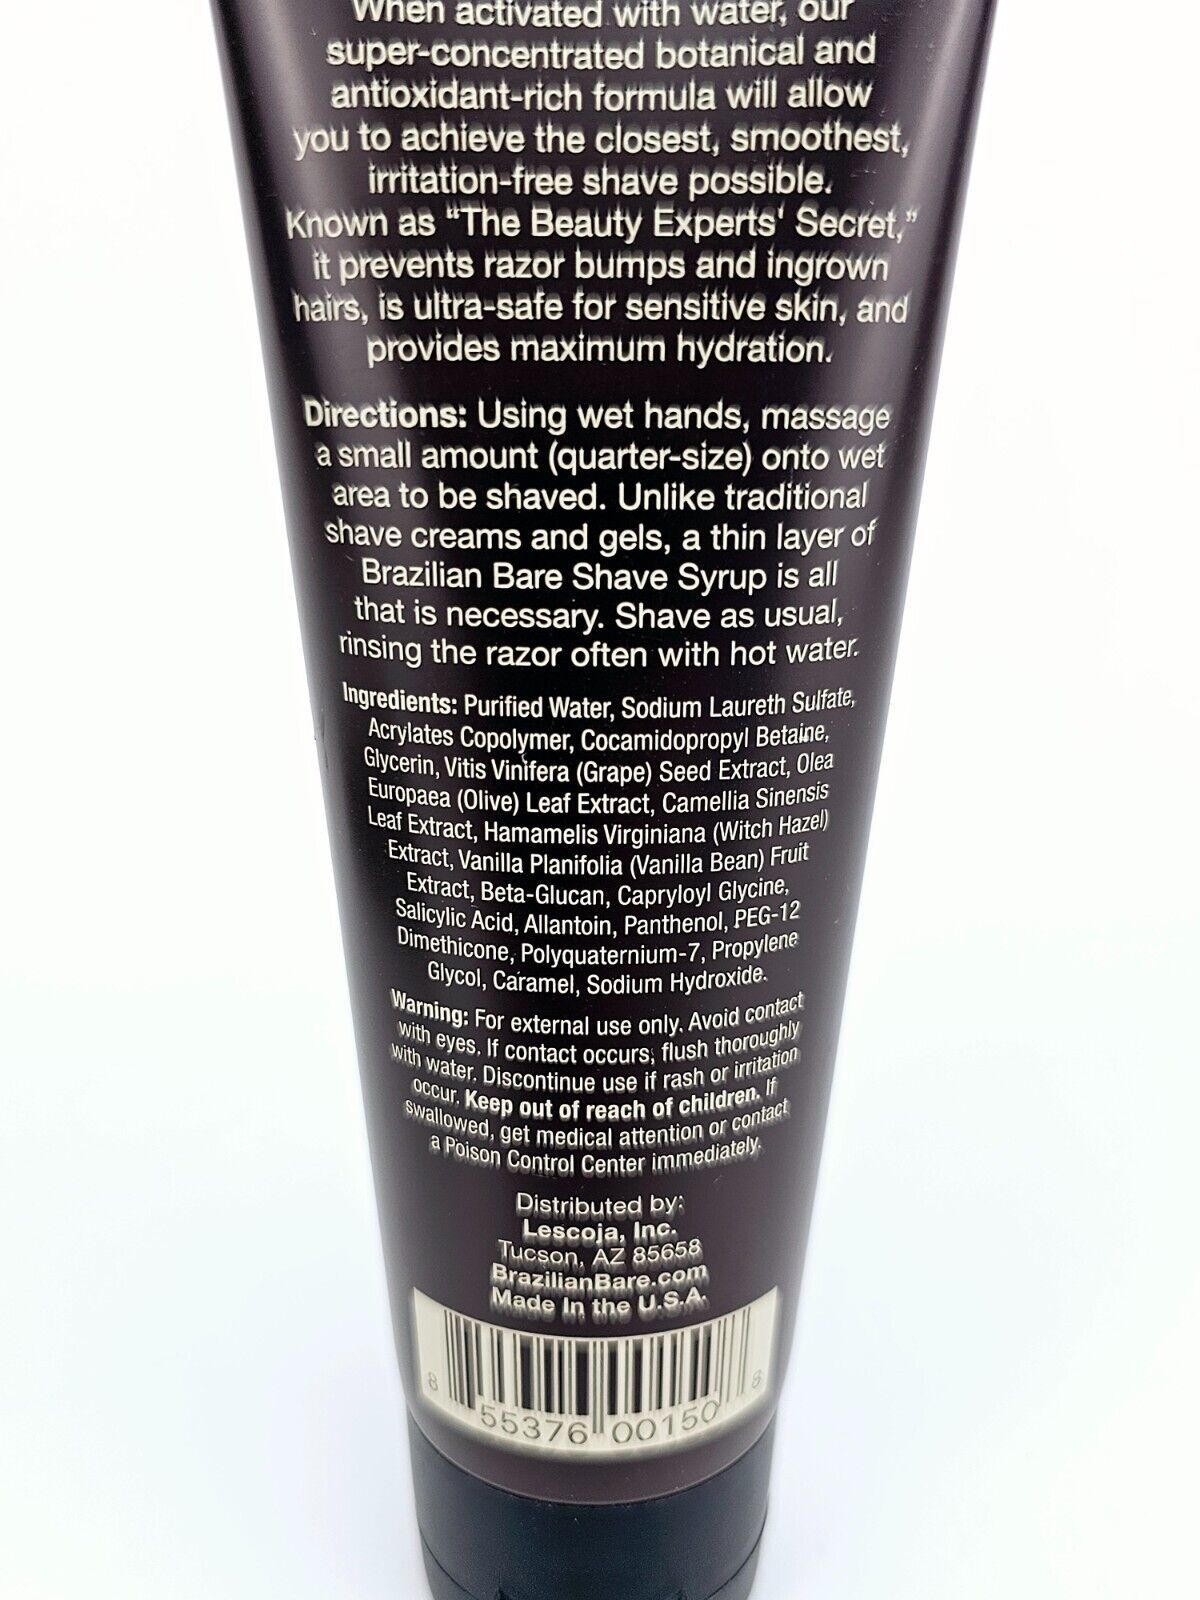 When activated with water, our
super-concentrated botanical and
antioxidant-rich formula will allow
you to achieve the closest, smoothest,
irritation-free shave possible.
Known as "The Beauty Experts' Secret,"
it prevents razor bumps and ingrown
hairs, is ultra-safe for sensitive skin, and
provides maximum hydration.
Directions: Using wet hands, massage
a small amount (quarter-size) onto wet
area to be shaved. Unlike traditional
shave creams and gels, a thin layer of
Brazilian Bare Shave Syrup is all
that is necessary. Shave as usual,
rinsing the razor often with hot water.
Ingredients: Purified Water, Sodium Laureth Sulfate,
Acrylates Copolymer, Cocamidopropyl Betaine,
Glycerin, Vitis Vinifera (Grape) Seed Extract, Olea
Europaea (Olive) Leaf Extract, Camellia Sinensis
Leaf Extract, Hamamelis Virginiana (Witch Hazel)
Extract, Vanilla Planifolia (Vanilla Bean) Fruit
Extract, Beta-Glucan, Capryloyl Glycine,
Salicylic Acid, Allantoin, Panthenol, PEG-12
Dimethicone, Polyquaternium-7, Propylene
Glycol, Caramel, Sodium Hydroxide.
Warning: For external use only. Avoid contact
with eyes. If contact occurs, flush thoroughly
with water. Discontinue use if rash or irritation
occur. Keep out of reach of children. If
swallowed, get medical attention or contact
a Poison Control Center immediately.
Distributed by:
Lescoja, Inc.
Tucson, AZ 85658
BrazilianBare.com
Made In the U.S.A.
8 55376 00150 8